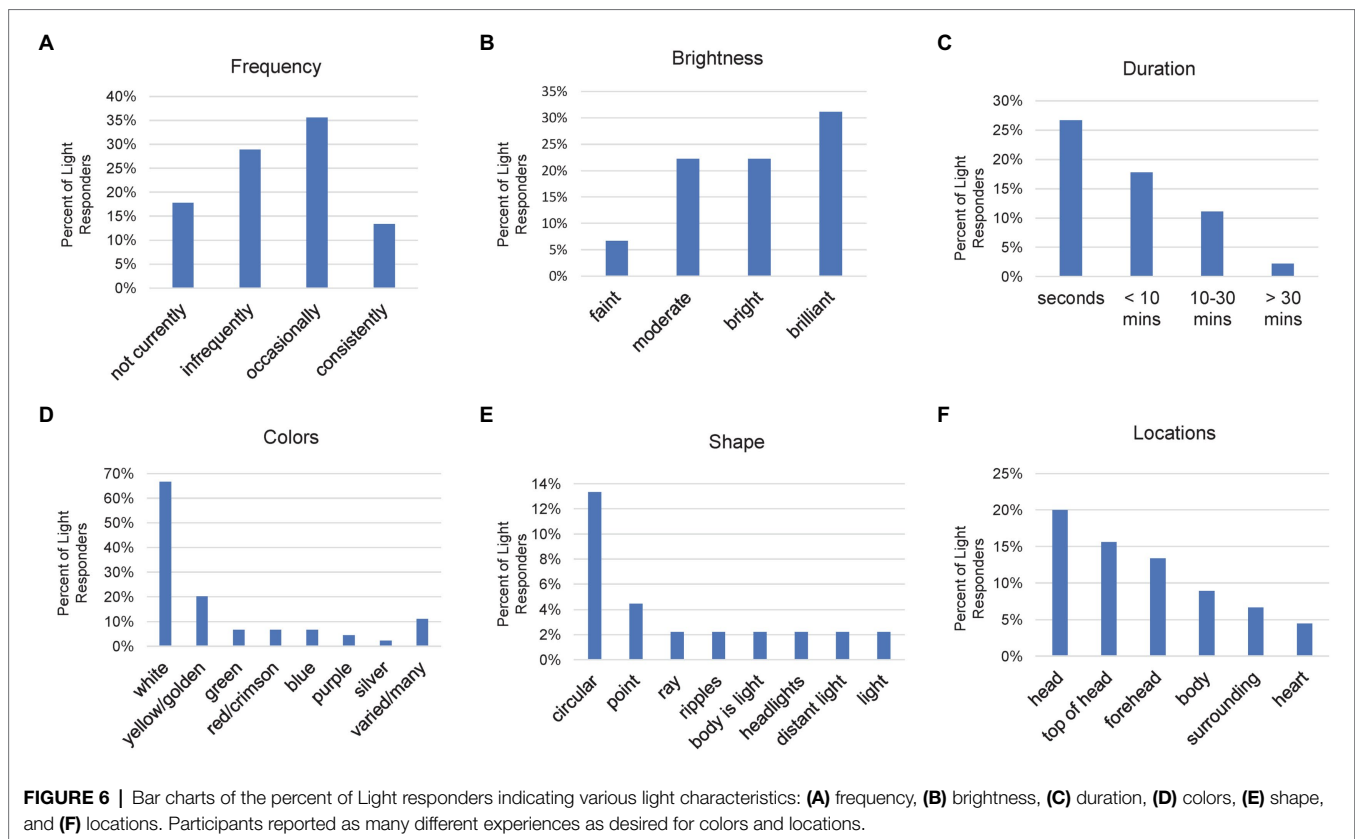 A
Frequency
Percent of Light
Responders
40%
35%
30%
25%
20%
15%
10%
5%
0%
not currently
infrequently
occasionally
consistently
B
Brightness
Percent of Light
Responders
35%
30%
25%
20%
15%
10%
5%
0%
faint
moderate
bright
brilliant
C
Duration
Percent of Light
Responders
30%
25%
20%
15%
10%
5%
0%
seconds
< 10
mins
10-30
mins
> 30
mins
D
Colors
Percent of Light
Responders
70%
60%
50%
40%
30%
20%
10%
0%
white
yellow/golden
green
red/crimson
blue
purple
silver
varied/many
E
Shape
Percent of Light
Responders
14%
12%
10%
8%
6%
4%
2%
0%
circular
point
ray
ripples
body is light
headlights
distant light
light
F
Locations
Percent of Light
Responders
25%
20%
15%
10%
5%
0%
head
top of head
forehead
body
surrounding
heart
FIGURE 6 | Bar charts of the percent of Light responders indicating various light characteristics: (A) frequency, (B) brightness, (C) duration, (D) colors, (E) shape,
and (F) locations. Participants reported as many different experiences as desired for colors and locations.